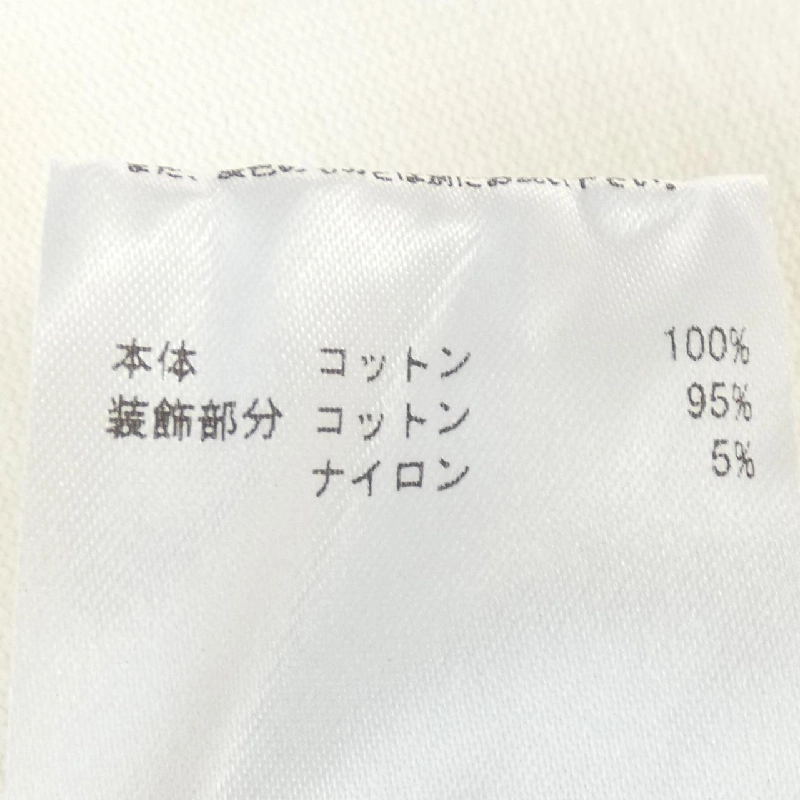 本体 コットン 100%
装飾部分 コットン 95%
ナイロン 5%